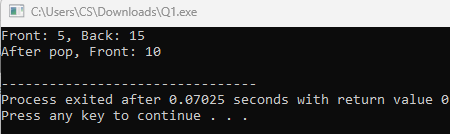 C:\Users\CS\Downloads\Q1.exe
Front: 5, Back: 15
After pop, Front: 10
--------------------------------
Process exited after 0.07025 seconds with return value 0
Press any key to continue . . .